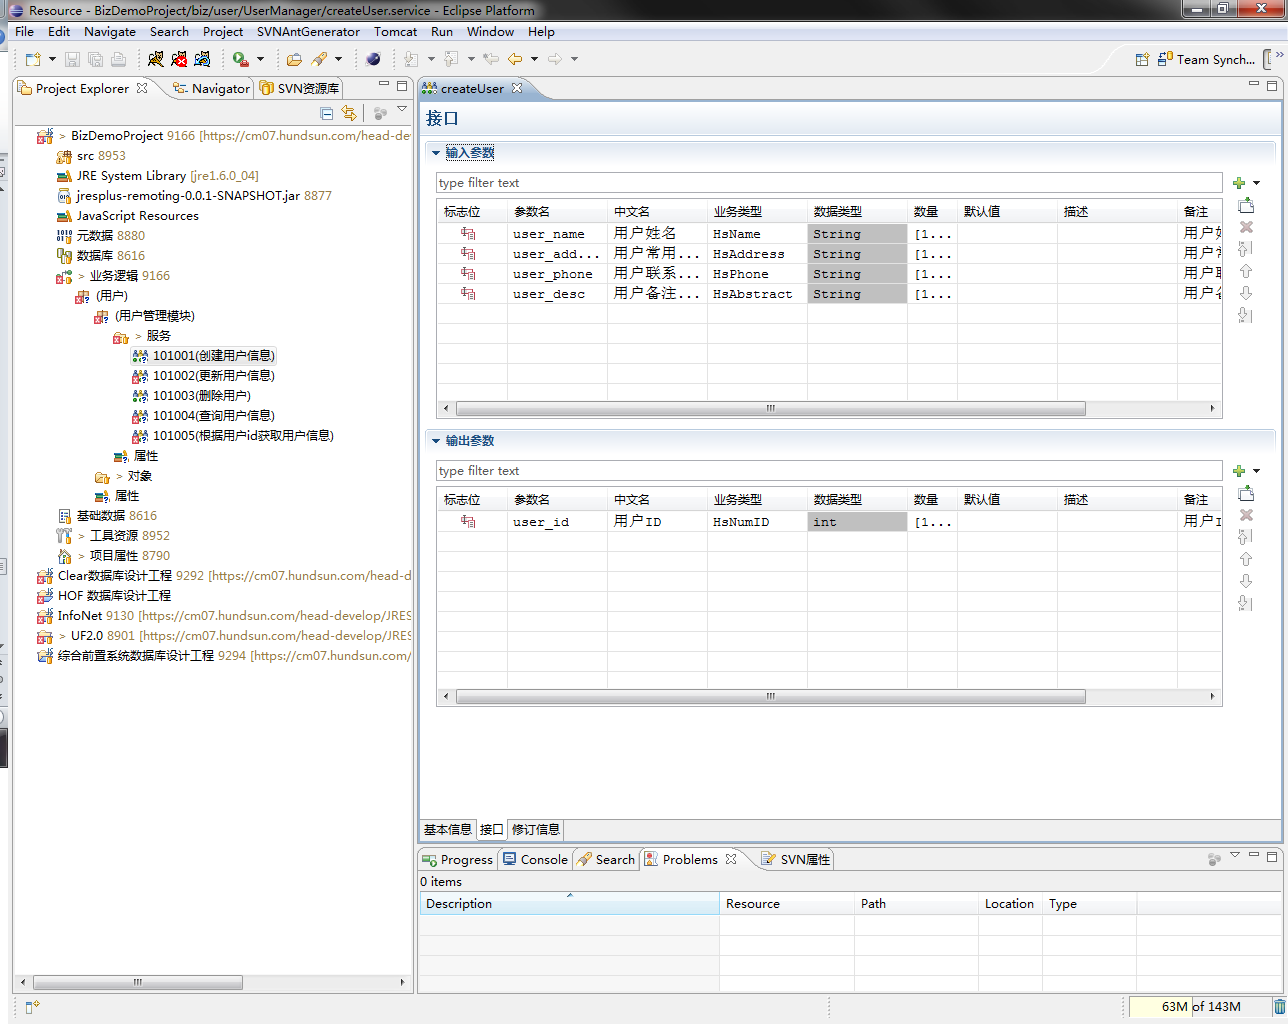 Resource - BizDemoProject/biz/user/UserManager/createUser.service - Eclipse Platform
File Edit Navigate Search Project SVNAntGenerator Tomcat Run Window Help
Team Synch...
Project Explorer Navigator SVN资源库
> BizDemoProject 9166 [https://cm07.hundsun.com/head-de
src 8953
JRE System Library [jre1.6.0_04]
jresplus-remoting-0.0.1-SNAPSHOT.jar 8877
JavaScript Resources
元数据 8880
数据库 8616
> 业务逻辑 9166
(用户)
(用户管理模块)
> 服务
101001(创建用户信息)
101002(更新用户信息)
101003(删除用户)
101004(查询用户信息)
101005(根据用户id获取用户信息)
属性
> 对象
属性
基础数据 8616
> 工具资源 8952
> 项目属性 8790
Clear数据库设计工程 9292 [https://cm07.hundsun.com/head-d
HOF 数据库设计工程
InfoNet 9130 [https://cm07.hundsun.com/head-develop/JRES
> UF2.0 8901 [https://cm07.hundsun.com/head-develop/JRES
综合前置系统数据库设计工程 9294 [https://cm07.hundsun.com/
createUser
接口
输入参数
type filter text
标志位 参数名 中文名 业务类型 数据类型 数量 默认值 描述 备注
user_name 用户姓名 HsName String [1... 用户姓
user_add... 用户常用... HsAddress String [1... 用户常
user_phone 用户联系... HsPhone String [1... 用户联
user_desc 用户备注... HsAbstract String [1... 用户备
输出参数
type filter text
标志位 参数名 中文名 业务类型 数据类型 数量 默认值 描述 备注
user_id 用户ID HsNumID int [1... 用户I
基本信息 接口 修订信息
Progress Console Search Problems SVN属性
0 items
Description Resource Path Location Type
63M of 143M